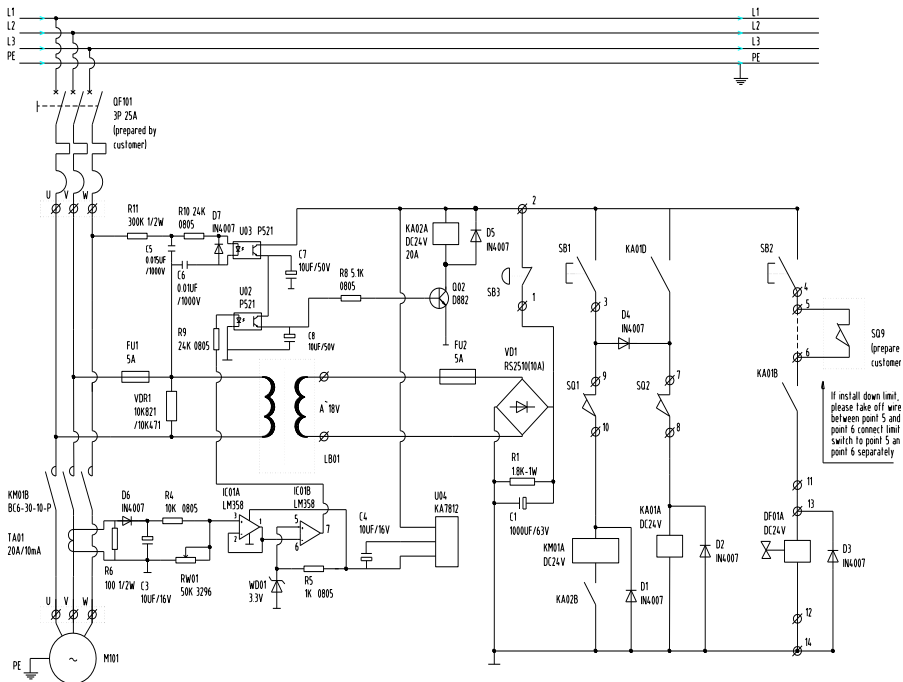 L1
L2
L3
PE
L1
L2
L3
PE
QF101
3P 25A
(prepared by
customer)
U
V
W
R11
300K 1/2W
R10 24K
0805
D7
IN4007
U03
P521
C5
0.015UF
/1000V
C6
0.01UF
/1000V
C7
10UF/50V
U02
P521
R9
24K 0805
C8
10UF/50V
R8 5.1K
0805
KA02A
DC24V
20A
D5
IN4007
Q02
D882
2
SB3
1
SB1
3
KA01D
D4
IN4007
SB2
4
5
6
SQ9
(prepare
customer
FU1
5A
VDR1
10K821
/10K471
A~18V
LB01
FU2
5A
VD1
RS2510(10A)
SQ1
9
10
SQ2
7
8
KA01B
If install down limit,
please take off wire
between point 5 and
point 6 connect limit
switch to point 5 an
point 6 separately
R1
1.8K-1W
C1
1000UF/63V
11
13
KM01B
BC6-30-10-P
TA01
20A/10mA
D6
IN4007
R4
10K 0805
R6
100 1/2W
C3
10UF/16V
RW01
50K 3296
IC01A
LM358
3
2
1
IC01B
LM358
5
6
7
WD01
3.3V
R5
1K 0805
C4
10UF/16V
U04
KA7812
KM01A
DC24V
KA02B
D1
IN4007
KA01A
DC24V
D2
IN4007
DF01A
DC24V
D3
IN4007
12
14
U
V
W
PE
~
M101